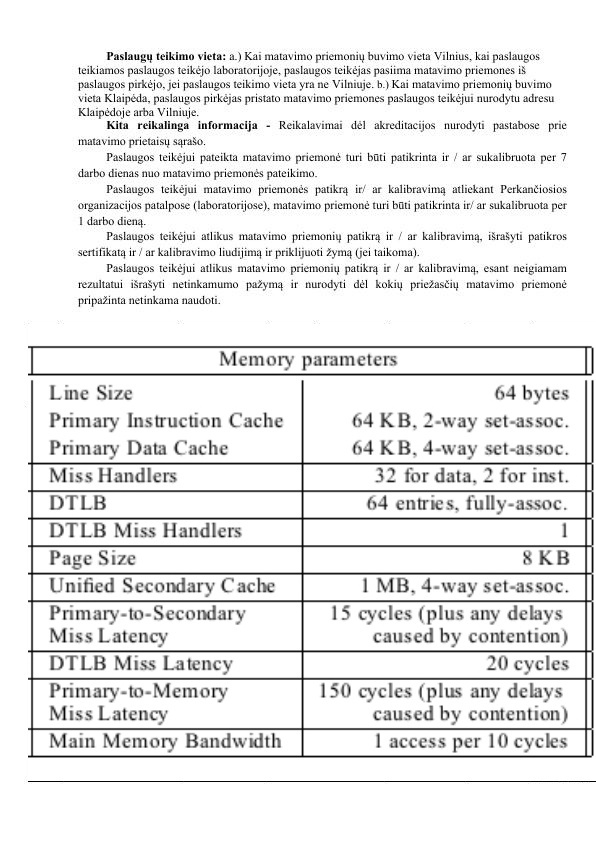 Paslaugų teikimo vieta: a.) Kai matavimo priemonių buvimo vieta Vilnius, kai paslaugos
teikiamos paslaugos teikėjo laboratorijoje, paslaugos teikėjas pasiima matavimo priemones iš
paslaugos pirkėjo, jei paslaugos teikimo vieta yra ne Vilniuje. b.) Kai matavimo priemonių buvimo
vieta Klaipėda, paslaugos pirkėjas pristato matavimo priemones paslaugos teikėjui nurodytu adresu
Klaipėdoje arba Vilniuje.
Kita reikalinga informacija - Reikalavimai dėl akreditacijos nurodyti pastabose prie
matavimo prietaisų sąrašo.
Paslaugos teikėjui pateikta matavimo priemonė turi būti patikrinta ir / ar sukalibruota per 7
darbo dienas nuo matavimo priemonės pateikimo.
Paslaugos teikėjui matavimo priemonės patikrą ir/ ar kalibravimą atliekant Perkančiosios
organizacijos patalpose (laboratorijose), matavimo priemonė turi būti patikrinta ir/ ar sukalibruota per
1 darbo dieną.
Paslaugos teikėjui atlikus matavimo priemonių patikrą ir / ar kalibravimą, išrašyti patikros
sertifikatą ir / ar kalibravimo liudijimą ir priklijuoti žymą (jei taikoma).
Paslaugos teikėjui atlikus matavimo priemonių patikrą ir / ar kalibravimą, esant neigiamam
rezultatui išrašyti netinkamumo pažymą ir nurodyti dėl kokių priežasčių matavimo priemonė
pripažinta netinkama naudoti.
Memory parameters
Line Size 64 bytes
Primary Instruction Cache 64 KB, 2-way set-assoc.
Primary Data Cache 64 KB, 4-way set-assoc.
Miss Handlers 32 for data, 2 for inst.
DTLB 64 entries, fully-assoc.
DTLB Miss Handlers 1
Page Size 8 KB
Unified Secondary Cache 1 MB, 4-way set-assoc.
Primary-to-Secondary 15 cycles (plus any delays
Miss Latency caused by contention)
DTLB Miss Latency 20 cycles
Primary-to-Memory 150 cycles (plus any delays
Miss Latency caused by contention)
Main Memory Bandwidth 1 access per 10 cycles